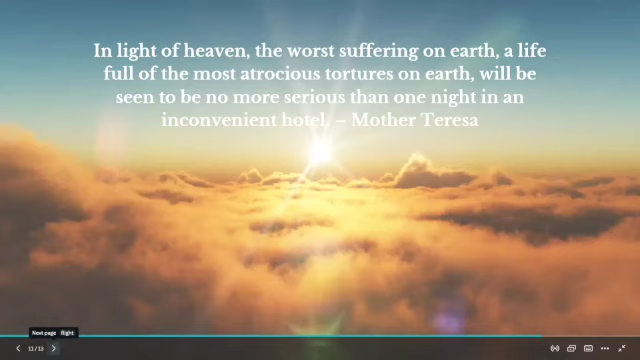 In light of heaven, the worst suffering on earth, a life
full of the most atrocious tortures on earth, will be
seen to be no more serious than one night in an
inconvenient hotel. – Mother Teresa
Next page Right
11 / 13